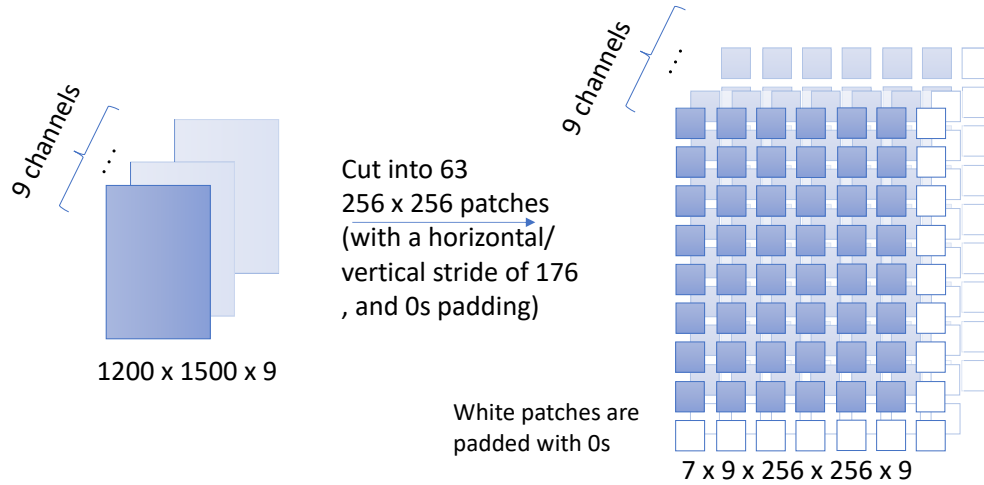 9 channels
...
1200 x 1500 x 9
Cut into 63
256 x 256 patches
(with a horizontal/
vertical stride of 176
, and 0s padding)
9 channels
...
White patches are
padded with 0s
7 x 9 x 256 x 256 x 9